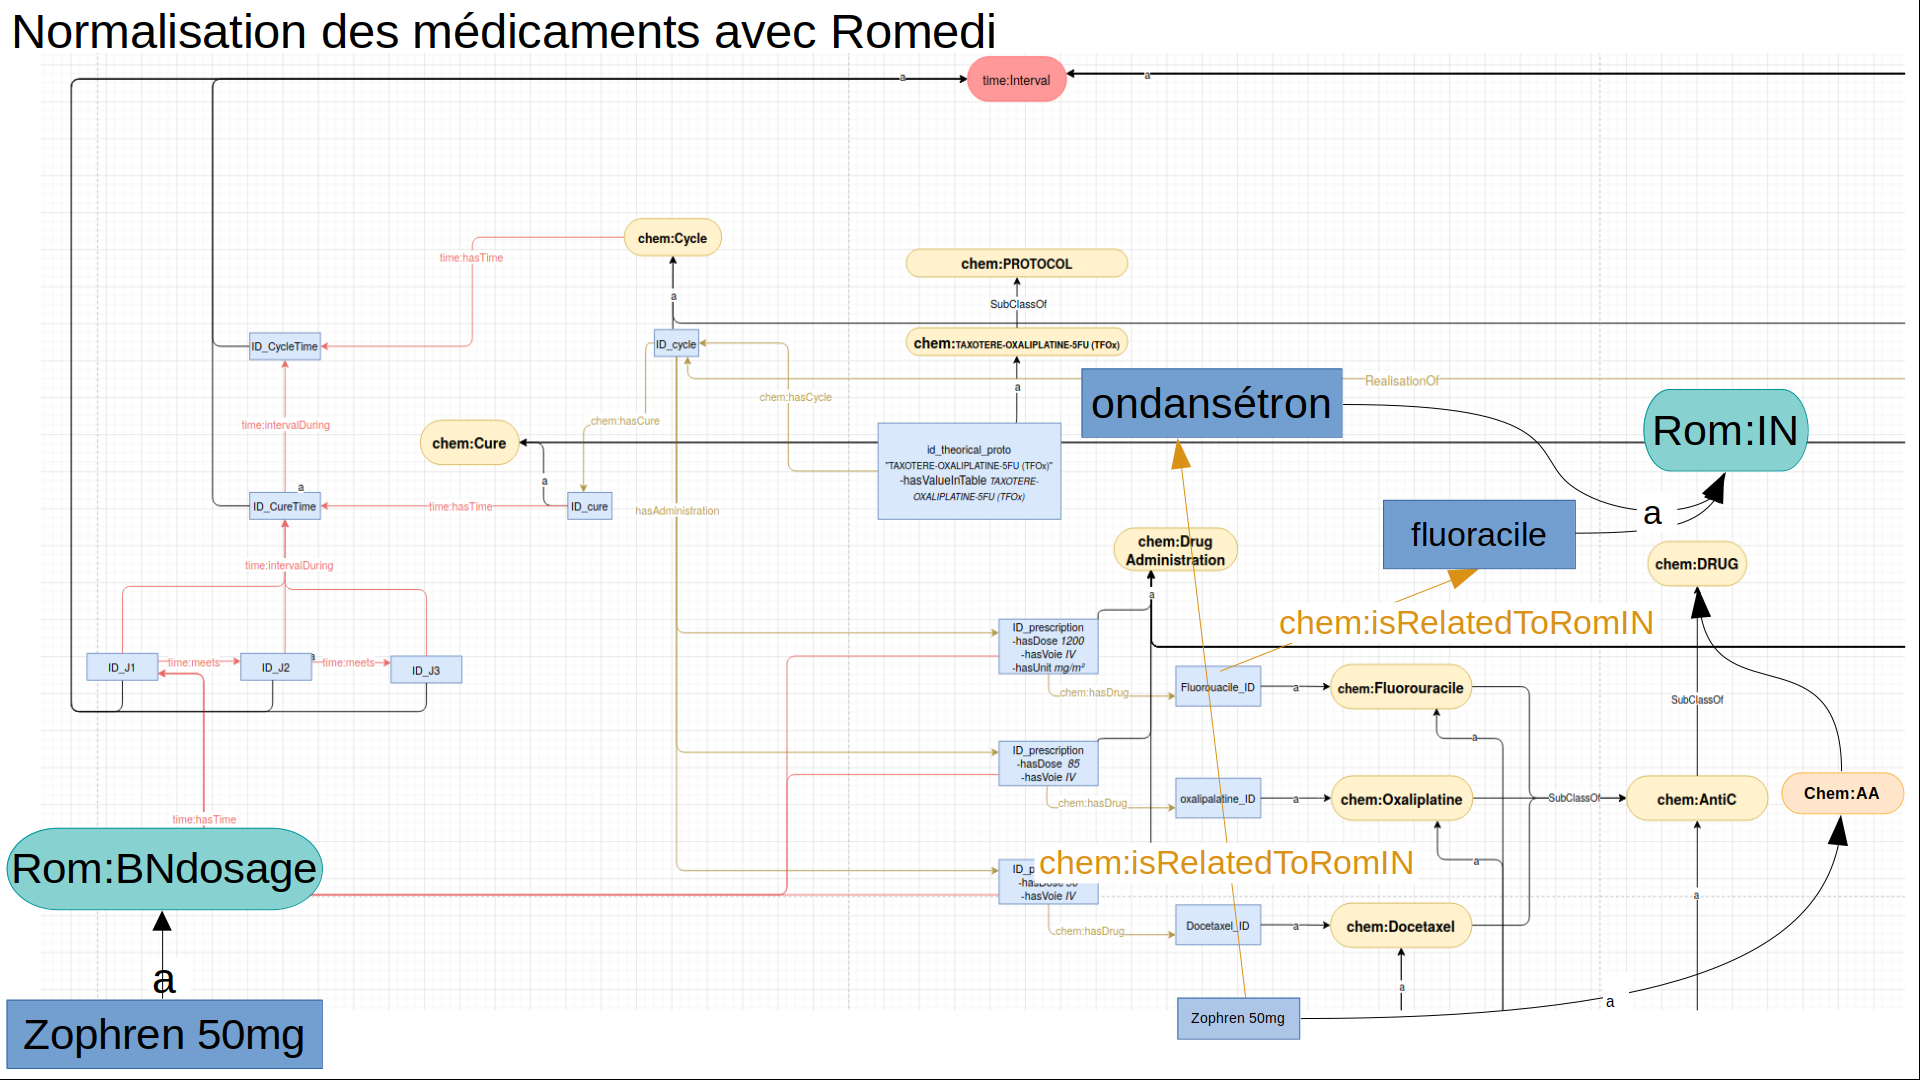 Normalisation des médicaments avec Romedi
a
time:Interval
a
chem:Cycle
time:hasTime
chem:PROTOCOL
a
SubClassOf
ID_CycleTime
ID_cycle
chem:TAXOTERE-OXALIPLATINE-5FU (TFOx)
RealisationOf
a
chem:hasCycle
ondansétron
Rom:IN
time:intervalDuring
chem:hasCure
chem:Cure
id_theorical_proto
"TAXOTERE-OXALIPLATINE-5FU (TFOx)"
-hasValueInTable TAXOTERE-
OXALIPLATINE-5FU (TFOx)
a
a
ID_CureTime
time:hasTime
ID_cure
hasAdministration
a
fluoracile
chem:Drug
Administration
chem:DRUG
time:intervalDuring
a
chem:isRelatedToRomIN
ID_prescription
-hasDose 1200
-hasVoie IV
-hasUnit mg/m²
ID_J1
time:meets
ID_J2
a
time:meets
ID_J3
chem:hasDrug
Fluorouacile_ID
a
chem:Fluorouracile
SubClassOf
a
ID_prescription
-hasDose 85
-hasVoie IV
chem:hasDrug
oxalipalatine_ID
a
chem:Oxaliplatine
SubClassOf
chem:AntiC
Chem:AA
time:hasTime
Rom:BNdosage
chem:isRelatedToRomIN
a
ID_p
-hasDose 50
-hasVoie IV
a
chem:hasDrug
Docetaxel_ID
a
chem:Docetaxel
a
a
a
Zophren 50mg
Zophren 50mg